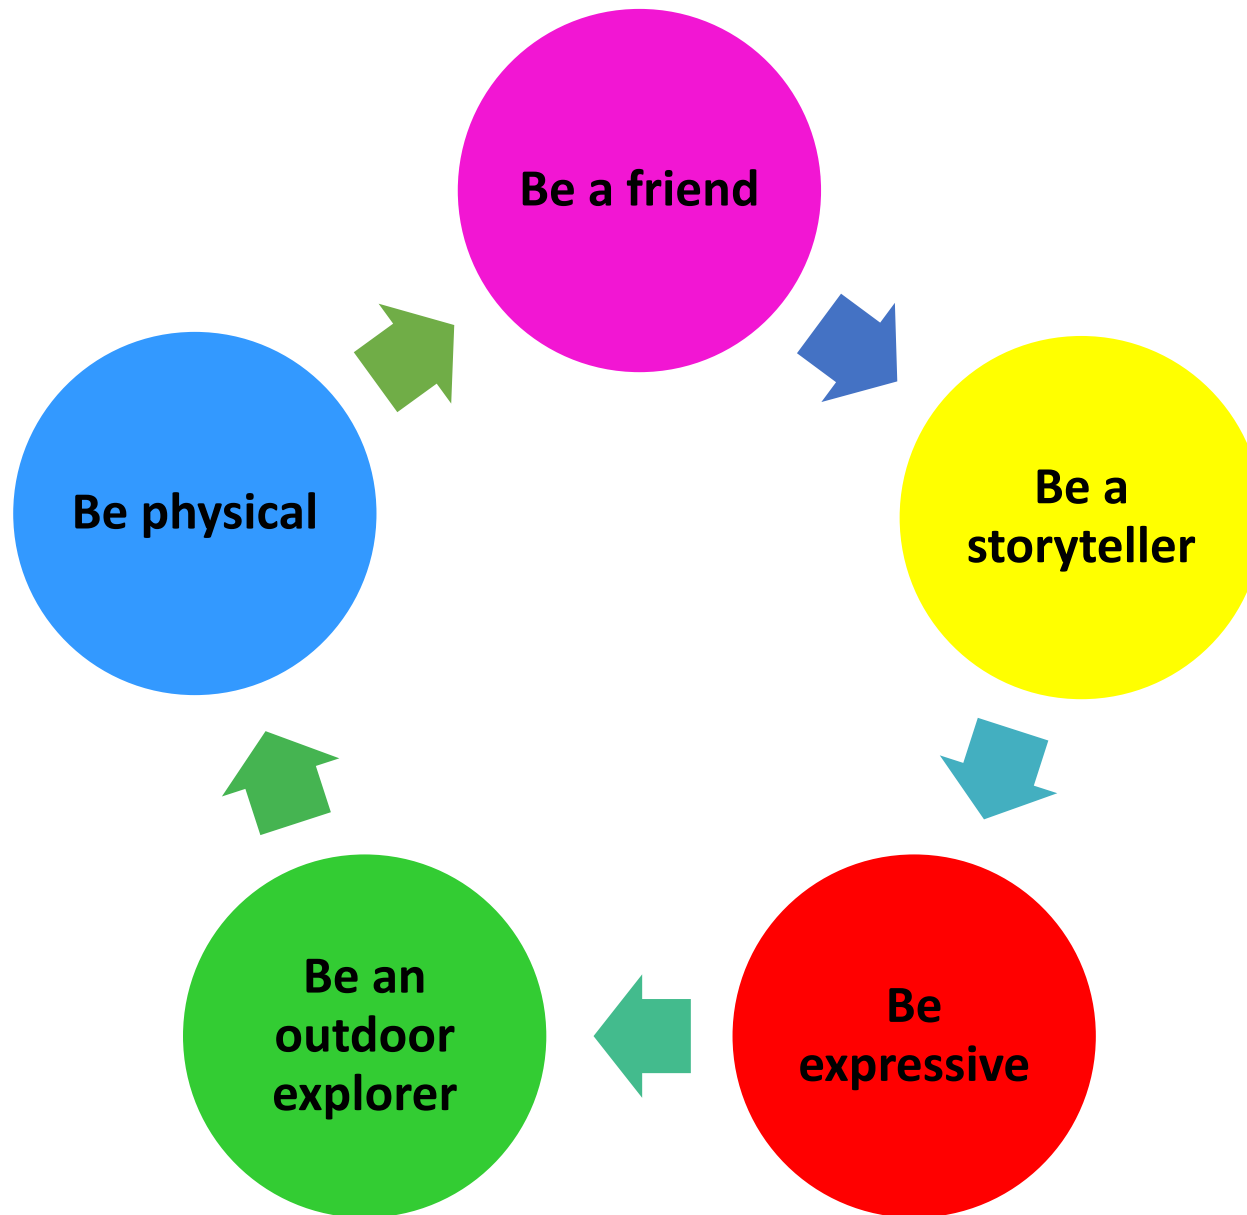 Be a friend
Be a
storyteller
Be
expressive
Be an
outdoor
explorer
Be physical